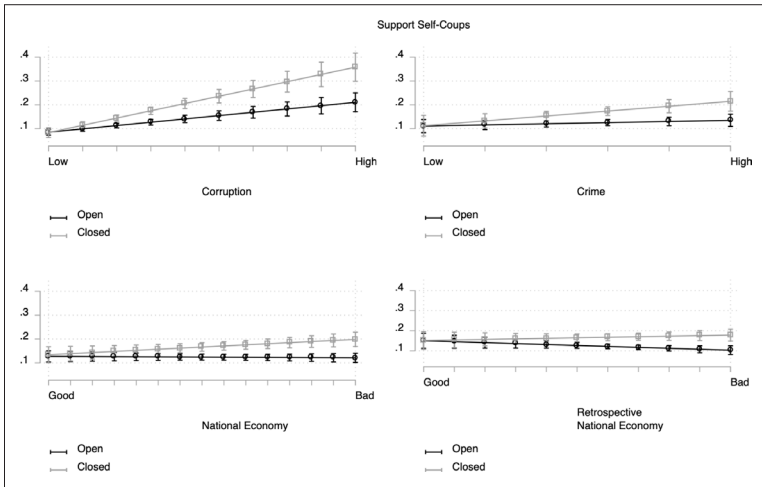 Support Self-Coups
.4
.3
.2
.1
Low High
Corruption
Open
Closed
.4
.3
.2
.1
Low High
Crime
Open
Closed
.4
.3
.2
.1
Good Bad
National Economy
Open
Closed
.4
.3
.2
.1
Good Bad
Retrospective
National Economy
Open
Closed